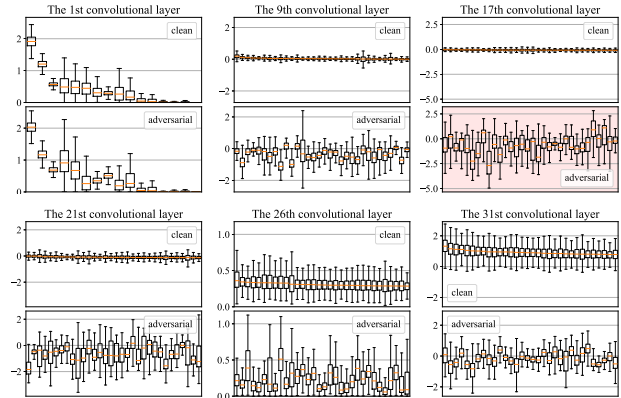 The 1st convolutional layer
The 9th convolutional layer
The 17th convolutional layer
2
1
0
clean
2
0
−2
clean
2.5
0.0
−2.5
−5.0
clean
2
1
0
adversarial
0
−2
adversarial
2.5
0.0
−2.5
−5.0
adversarial
The 21st convolutional layer
The 26th convolutional layer
The 31st convolutional layer
2
0
−2
clean
1.0
0.5
0.0
clean
2
0
−2
clean
0
−2
adversarial
1.0
0.5
0.0
adversarial
2
0
−2
adversarial